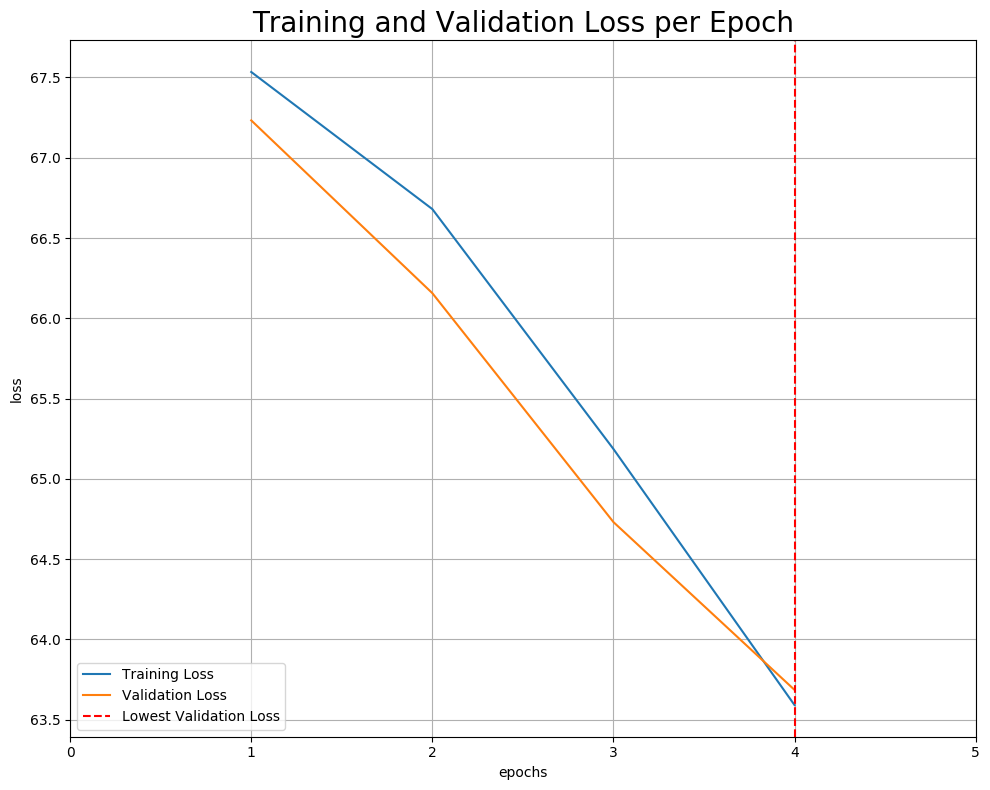 Training and Validation Loss per Epoch
67.5
67.0
66.5
66.0
65.5
65.0
64.5
64.0
63.5
loss
Training Loss
Validation Loss
Lowest Validation Loss
0 1 2 3 4 5
epochs